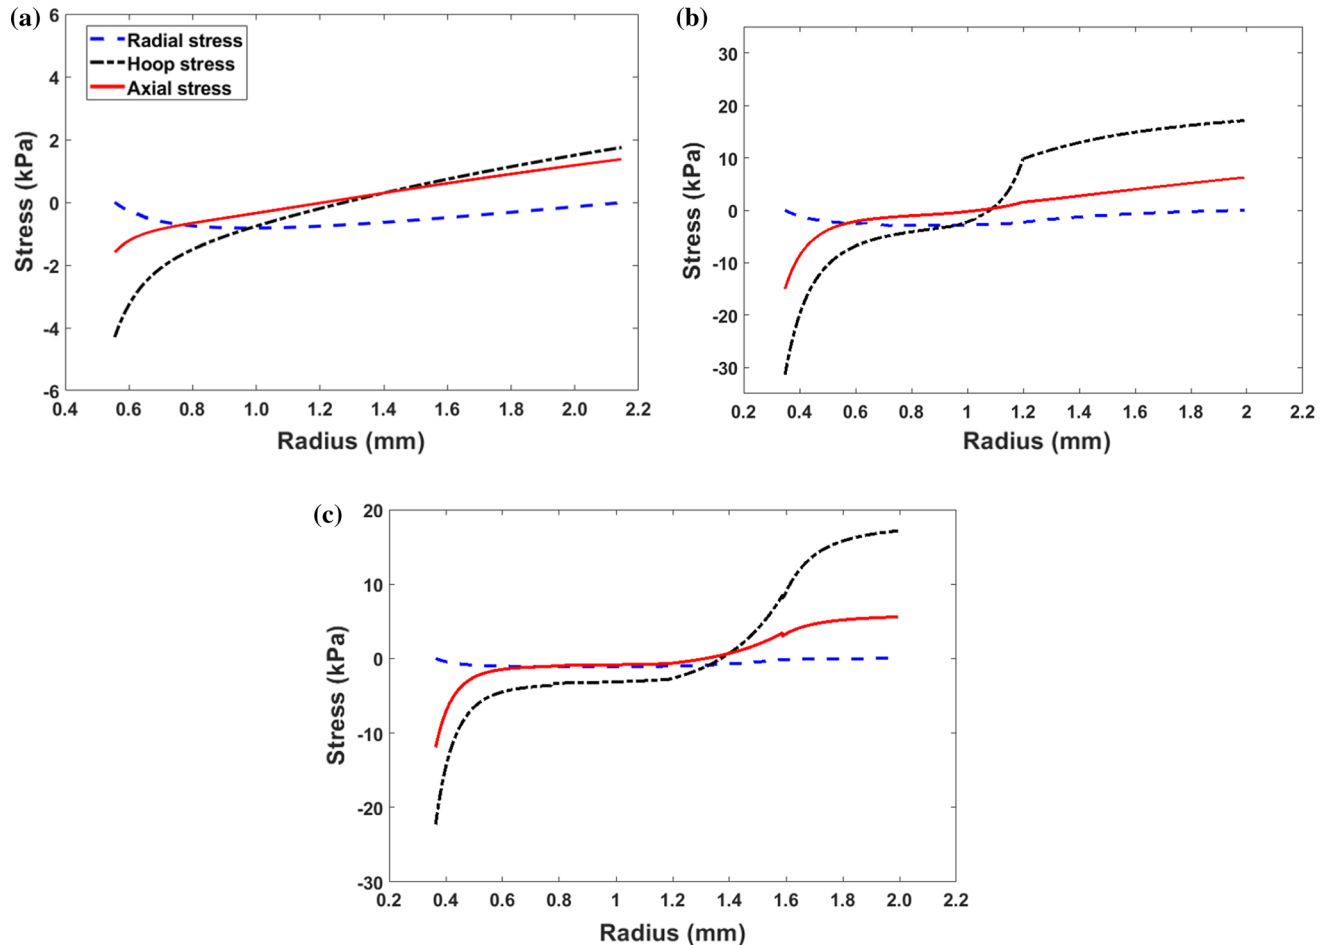 (a)
6
4
2
0
-2
-4
-6
Stress (kPa)
Radial stress
Hoop stress
Axial stress
0.4 0.6 0.8 1.0 1.2 1.4 1.6 1.8 2.0 2.2
Radius (mm)
(b)
30
20
10
0
-10
-20
-30
Stress (kPa)
0.2 0.4 0.6 0.8 1 1.2 1.4 1.6 1.8 2 2.2
Radius (mm)
(c)
20
10
0
-10
-20
-30
Stress (kPa)
0.2 0.4 0.6 0.8 1.0 1.2 1.4 1.6 1.8 2.0 2.2
Radius (mm)